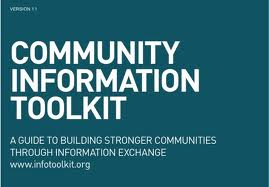 VERSION 1.1
COMMUNITY
INFORMATION
TOOLKIT
A GUIDE TO BUILDING STRONGER COMMUNITIES
THROUGH INFORMATION EXCHANGE
www.infotoolkit.org